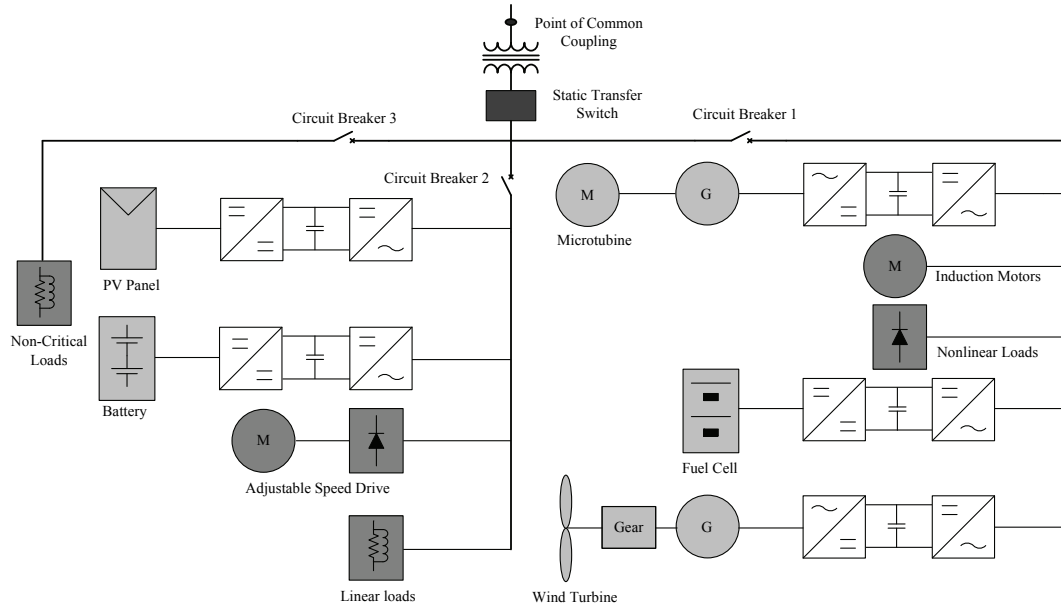 Point of Common
Coupling
Static Transfer
Switch
Circuit Breaker 3
Circuit Breaker 1
Circuit Breaker 2
M
G
Microtubine
PV Panel
M
Induction Motors
Non-Critical
Loads
Nonlinear Loads
Battery
M
Adjustable Speed Drive
Fuel Cell
Gear
G
Linear loads
Wind Turbine